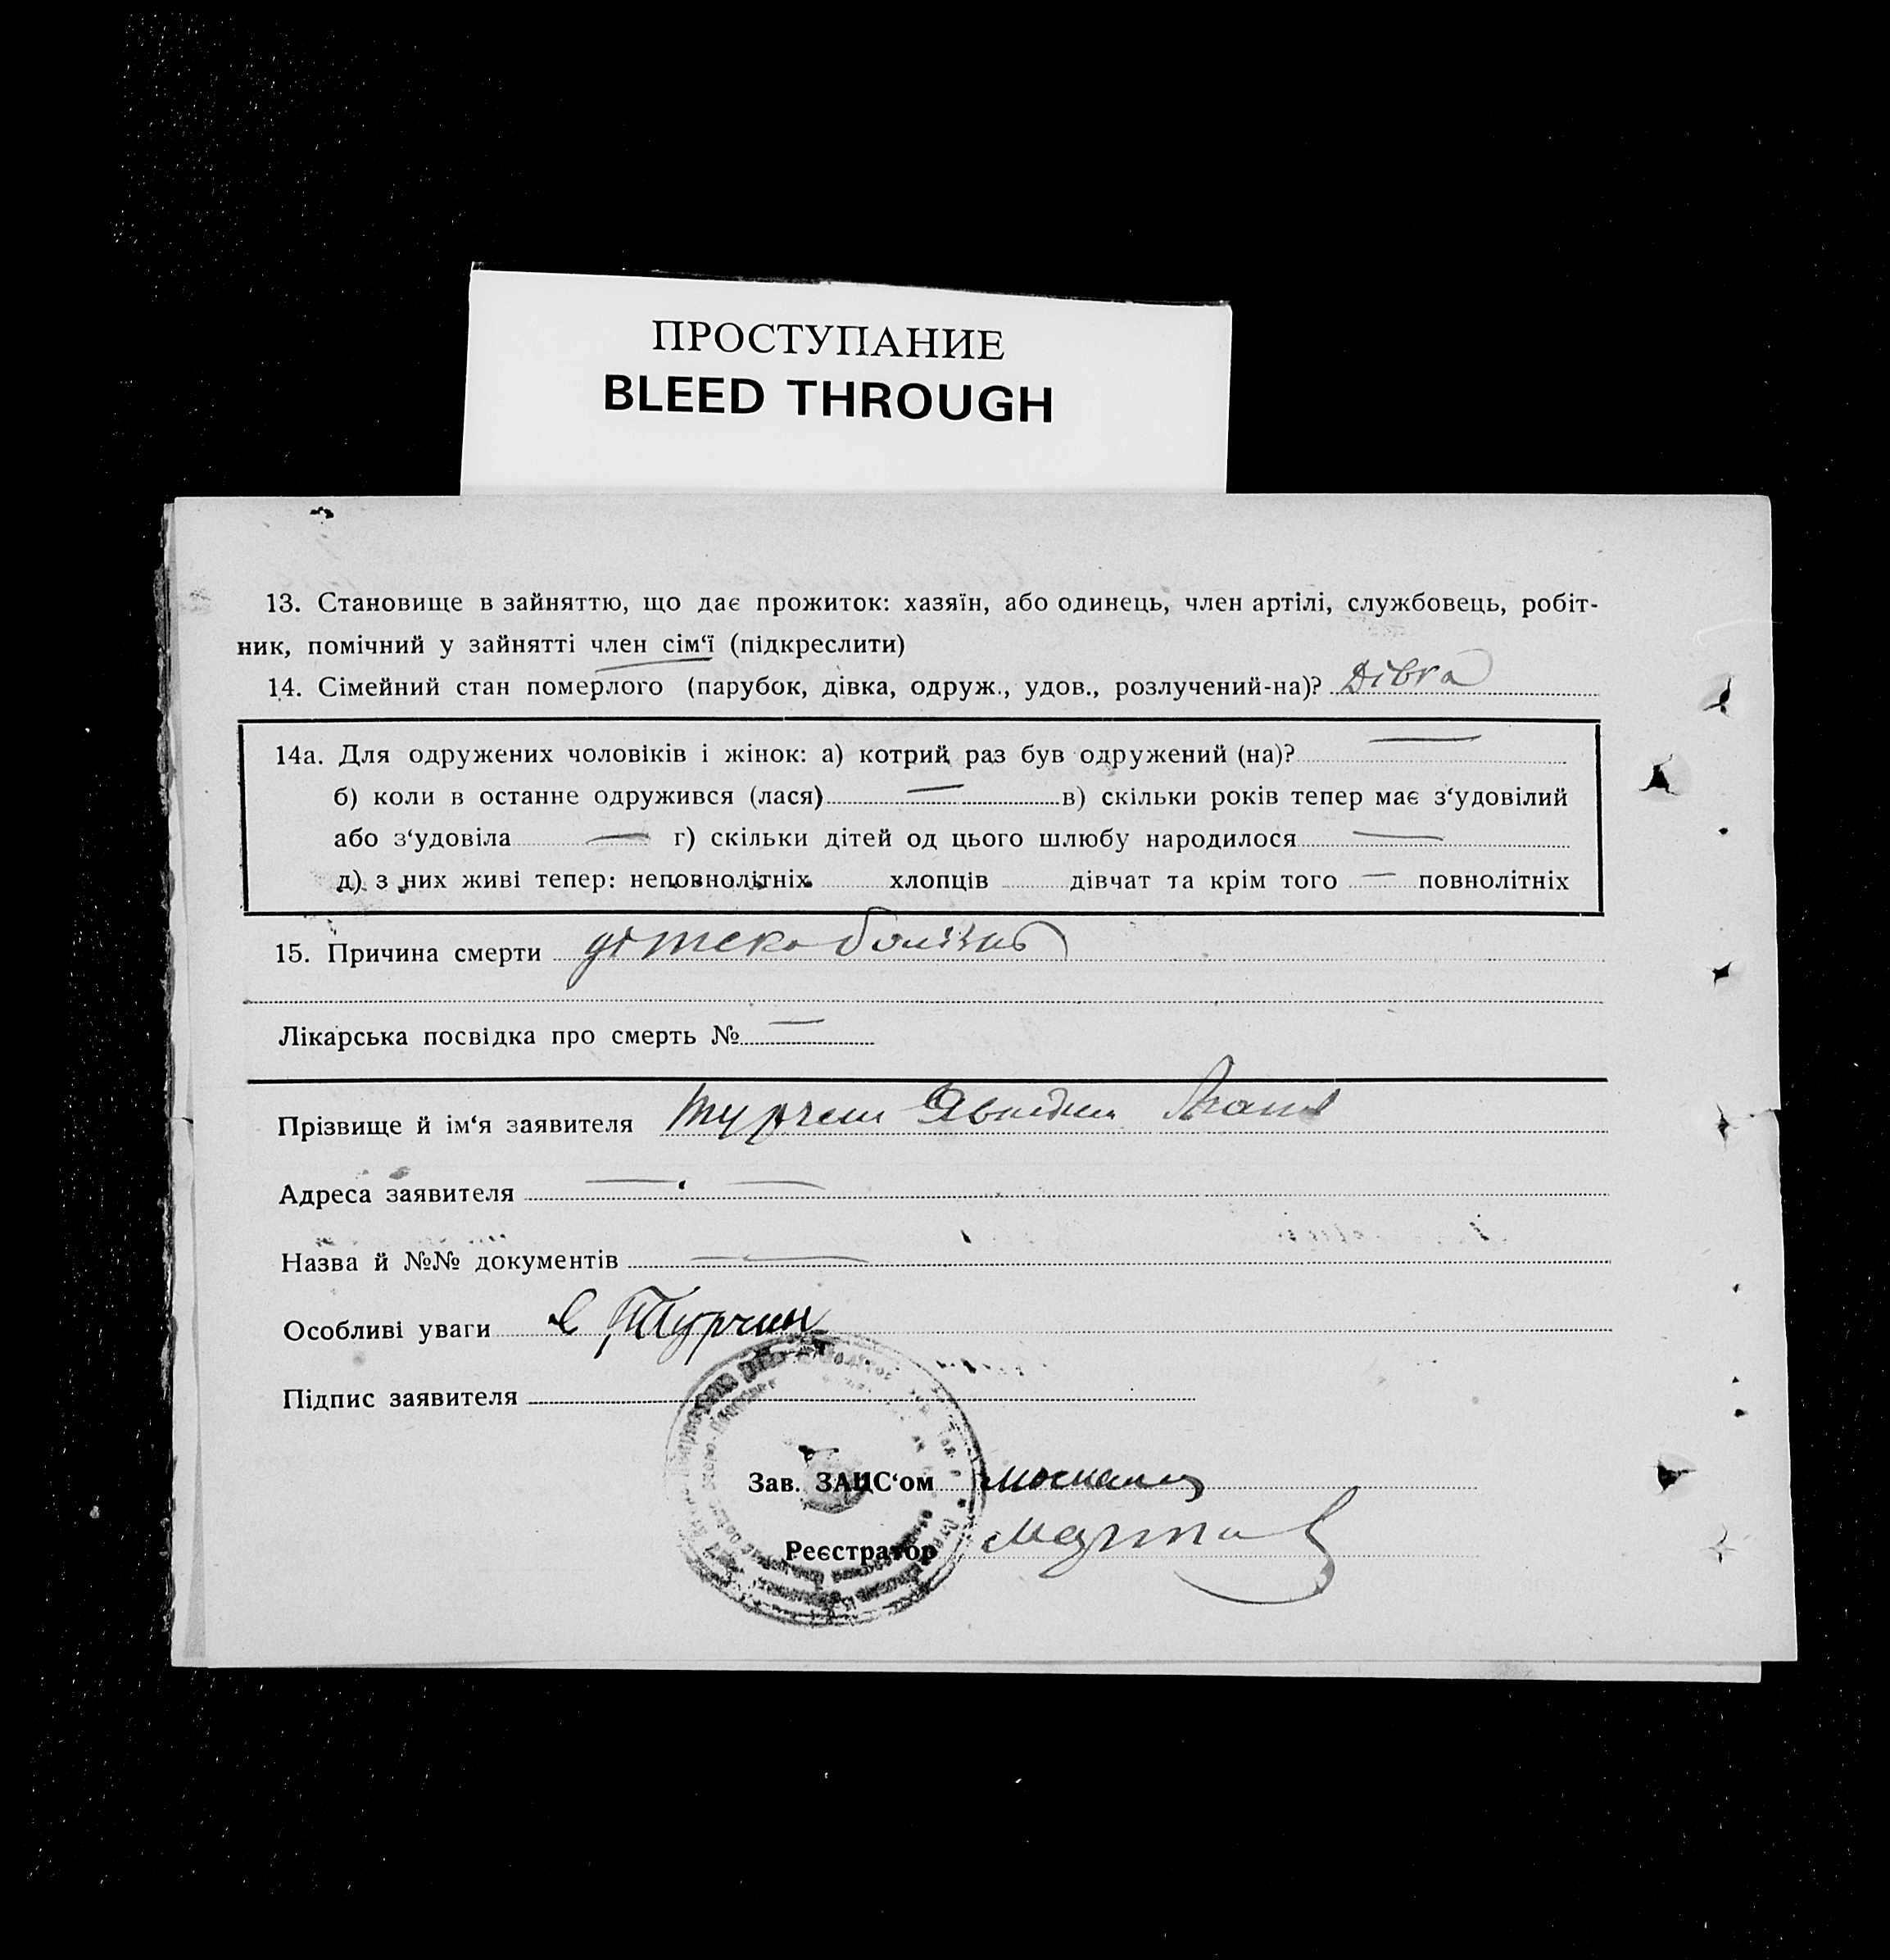 ПРОСТУПАНИЕ
BLEED THROUGH
13. Становище в зайняттю, що дає прожиток: хазяїн, або одинець, член артілі, службовець, робіт-
ник, помічний у зайнятті член сім‘ї (підкреслити)
14. Сімейний стан померлого (парубок, дівка, одруж., удов., розлучений-на)? Дівка
14а. Для одружених чоловіків і жінок: а) котрий раз був одружений (на)? —
б) коли в останне одружився (лася) — в) скільки років тепер має з‘удовілий
або з‘удовіла — г) скільки дітей од цього шлюбу народилося —
д) з них живі тепер: неповнолітніх хлопців дівчат та крім того — повнолітніх
15. Причина смерти дітска болізнь
Лікарська посвідка про смерть № —
Прізвище й ім‘я заявителя Турчин
Адреса заявителя — —
Назва й №№ документів —
Особливі уваги Є Турчин
Підпис заявителя
Зав. ЗАЦС‘ом
Реєстратор